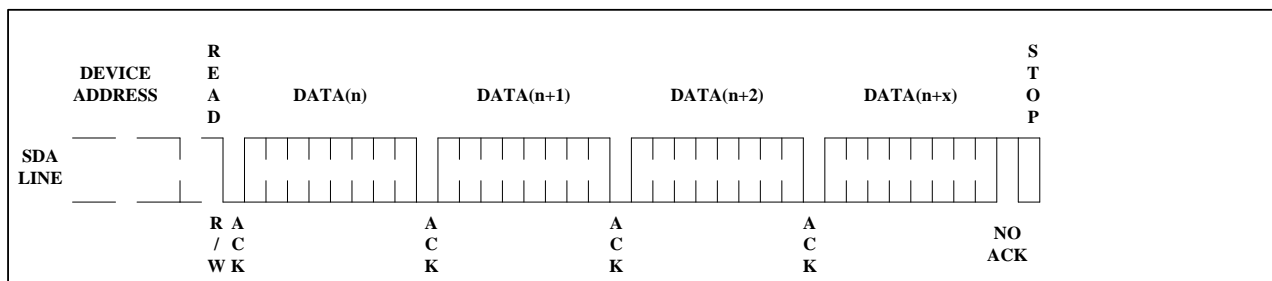 READ
STOP
DEVICE
ADDRESS
DATA(n)
DATA(n+1)
DATA(n+2)
DATA(n+x)
SDA
LINE
R/W
ACK
ACK
ACK
ACK
NO
ACK